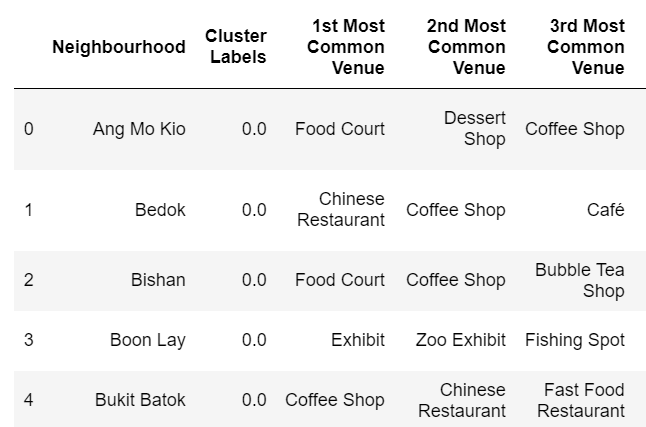 Neighbourhood Cluster Labels 1st Most Common Venue 2nd Most Common Venue 3rd Most Common Venue
0 Ang Mo Kio 0.0 Food Court Dessert Shop Coffee Shop
1 Bedok 0.0 Chinese Restaurant Coffee Shop Café
2 Bishan 0.0 Food Court Coffee Shop Bubble Tea Shop
3 Boon Lay 0.0 Exhibit Zoo Exhibit Fishing Spot
4 Bukit Batok 0.0 Coffee Shop Chinese Restaurant Fast Food Restaurant